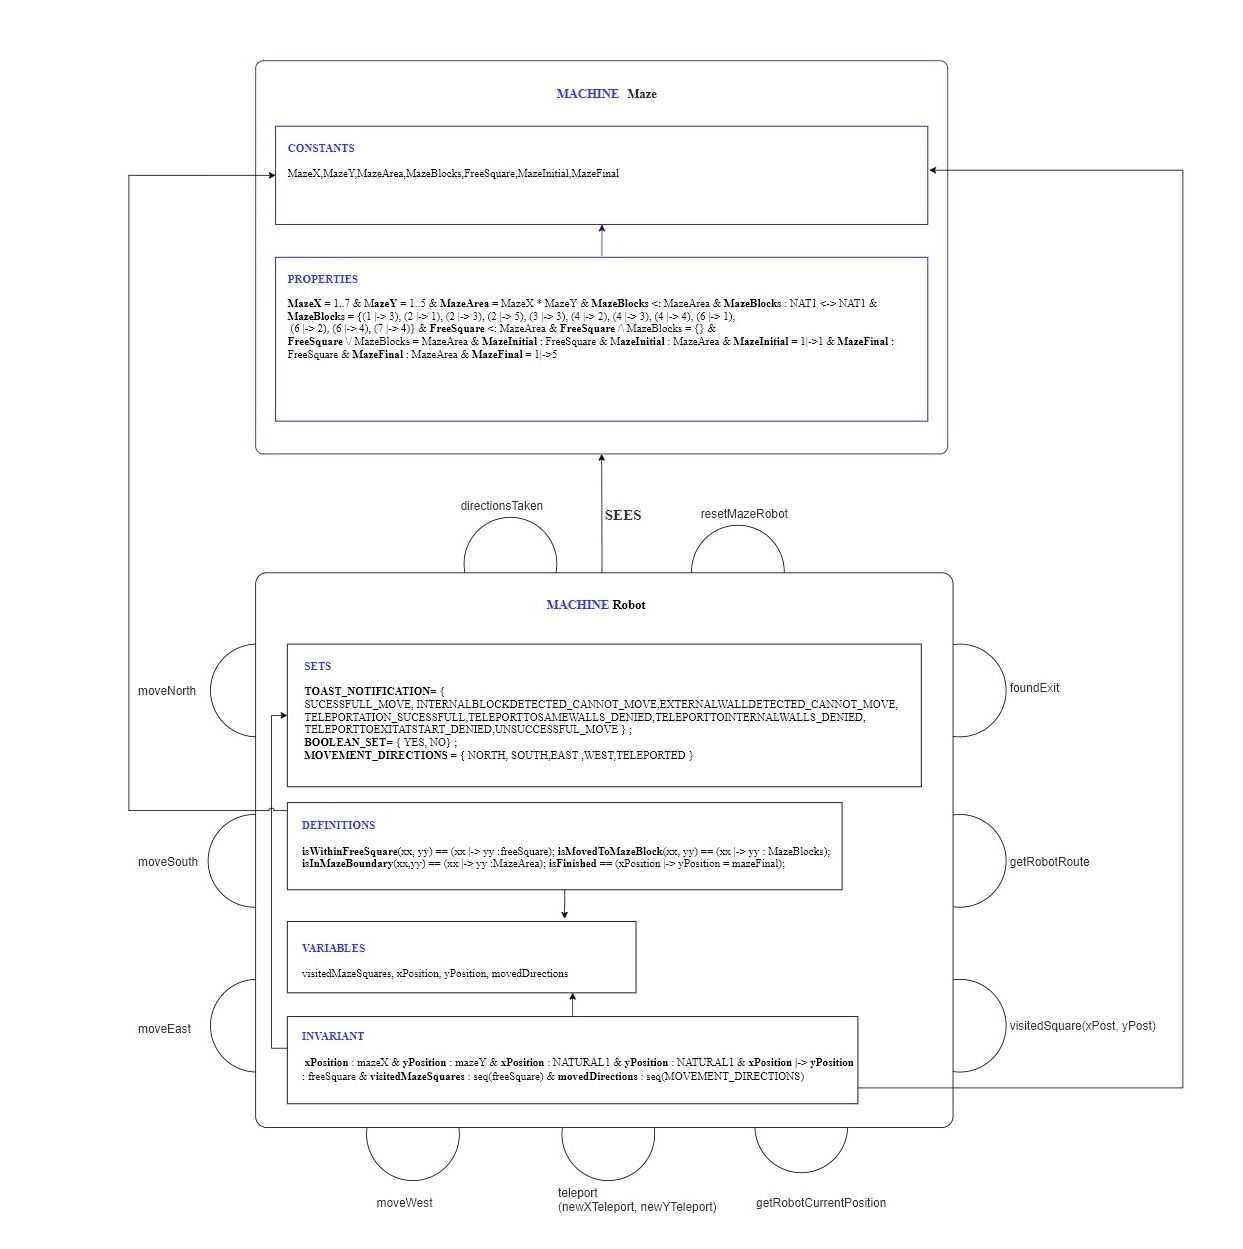 MACHINE Maze
CONSTANTS
MazeX,MazeY,MazeArea,MazeBlocks,FreeSquare,MazeInitial,MazeFinal
PROPERTIES
MazeX = 1..7 & MazeY = 1..5 & MazeArea = MazeX * MazeY & MazeBlocks <: MazeArea & MazeBlocks : NAT1 <-> NAT1 &
MazeBlocks = {(1 |-> 3), (2 |-> 1), (2 |-> 3), (2 |-> 5), (3 |-> 3), (4 |-> 2), (4 |-> 3), (4 |-> 4), (6 |-> 1),
(6 |-> 2), (6 |-> 4), (7 |-> 4)} & FreeSquare <: MazeArea & FreeSquare /\ MazeBlocks = {} &
FreeSquare \/ MazeBlocks = MazeArea & MazeInitial : FreeSquare & MazeInitial : MazeArea & MazeInitial = 1|->1 & MazeFinal :
FreeSquare & MazeFinal : MazeArea & MazeFinal = 1|->5
directionsTaken
SEES
resetMazeRobot
MACHINE Robot
SETS
TOAST_NOTIFICATION= {
SUCESSFULL_MOVE, INTERNALBLOCKDETECTED_CANNOT_MOVE,EXTERNALWALLDETECTED_CANNOT_MOVE,
TELEPORTATION_SUCESSFULL,TELEPORTTOSAMEWALLS_DENIED,TELEPORTTOINTERNALWALLS_DENIED,
TELEPORTTOEXITATSTART_DENIED,UNSUCCESSFUL_MOVE } ;
BOOLEAN_SET= { YES, NO} ;
MOVEMENT_DIRECTIONS = { NORTH, SOUTH,EAST ,WEST,TELEPORTED }
moveNorth
foundExit
DEFINITIONS
isWithinFreeSquare(xx, yy) == (xx |-> yy :freeSquare); isMovedToMazeBlock(xx, yy) == (xx |-> yy : MazeBlocks);
isInMazeBoundary(xx,yy) == (xx |-> yy :MazeArea); isFinished == (xPosition |-> yPosition = mazeFinal);
moveSouth
getRobotRoute
VARIABLES
visitedMazeSquares, xPosition, yPosition, movedDirections
moveEast
visitedSquare(xPost, yPost)
INVARIANT
xPosition : mazeX & yPosition : mazeY & xPosition : NATURAL1 & yPosition : NATURAL1 & xPosition |-> yPosition
: freeSquare & visitedMazeSquares : seq(freeSquare) & movedDirections : seq(MOVEMENT_DIRECTIONS)
moveWest
teleport
(newXTeleport, newYTeleport)
getRobotCurrentPosition